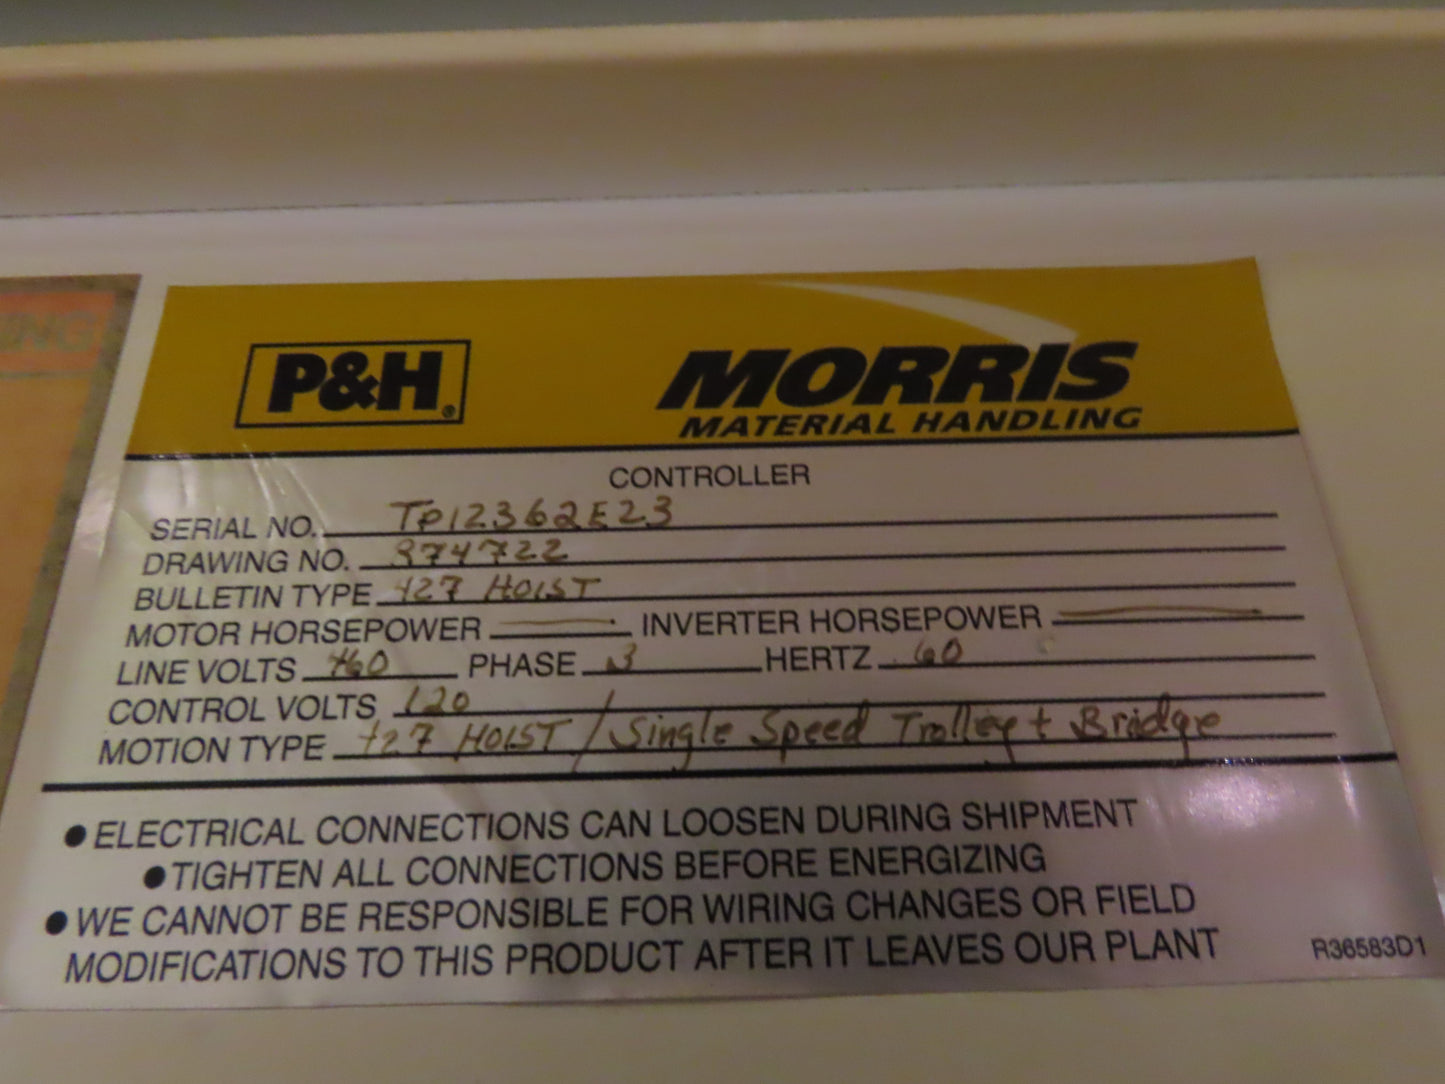 ING
P&H®
MORRIS
MATERIAL HANDLING
CONTROLLER
SERIAL NO. TP12362E23
DRAWING NO. 874722
BULLETIN TYPE 427 HOIST
MOTOR HORSEPOWER — INVERTER HORSEPOWER —
LINE VOLTS 460 PHASE 3 HERTZ 60
CONTROL VOLTS 120
MOTION TYPE 427 HOIST / Single Speed Trolley + Bridge
• ELECTRICAL CONNECTIONS CAN LOOSEN DURING SHIPMENT
• TIGHTEN ALL CONNECTIONS BEFORE ENERGIZING
• WE CANNOT BE RESPONSIBLE FOR WIRING CHANGES OR FIELD
MODIFICATIONS TO THIS PRODUCT AFTER IT LEAVES OUR PLANT
R36583D1